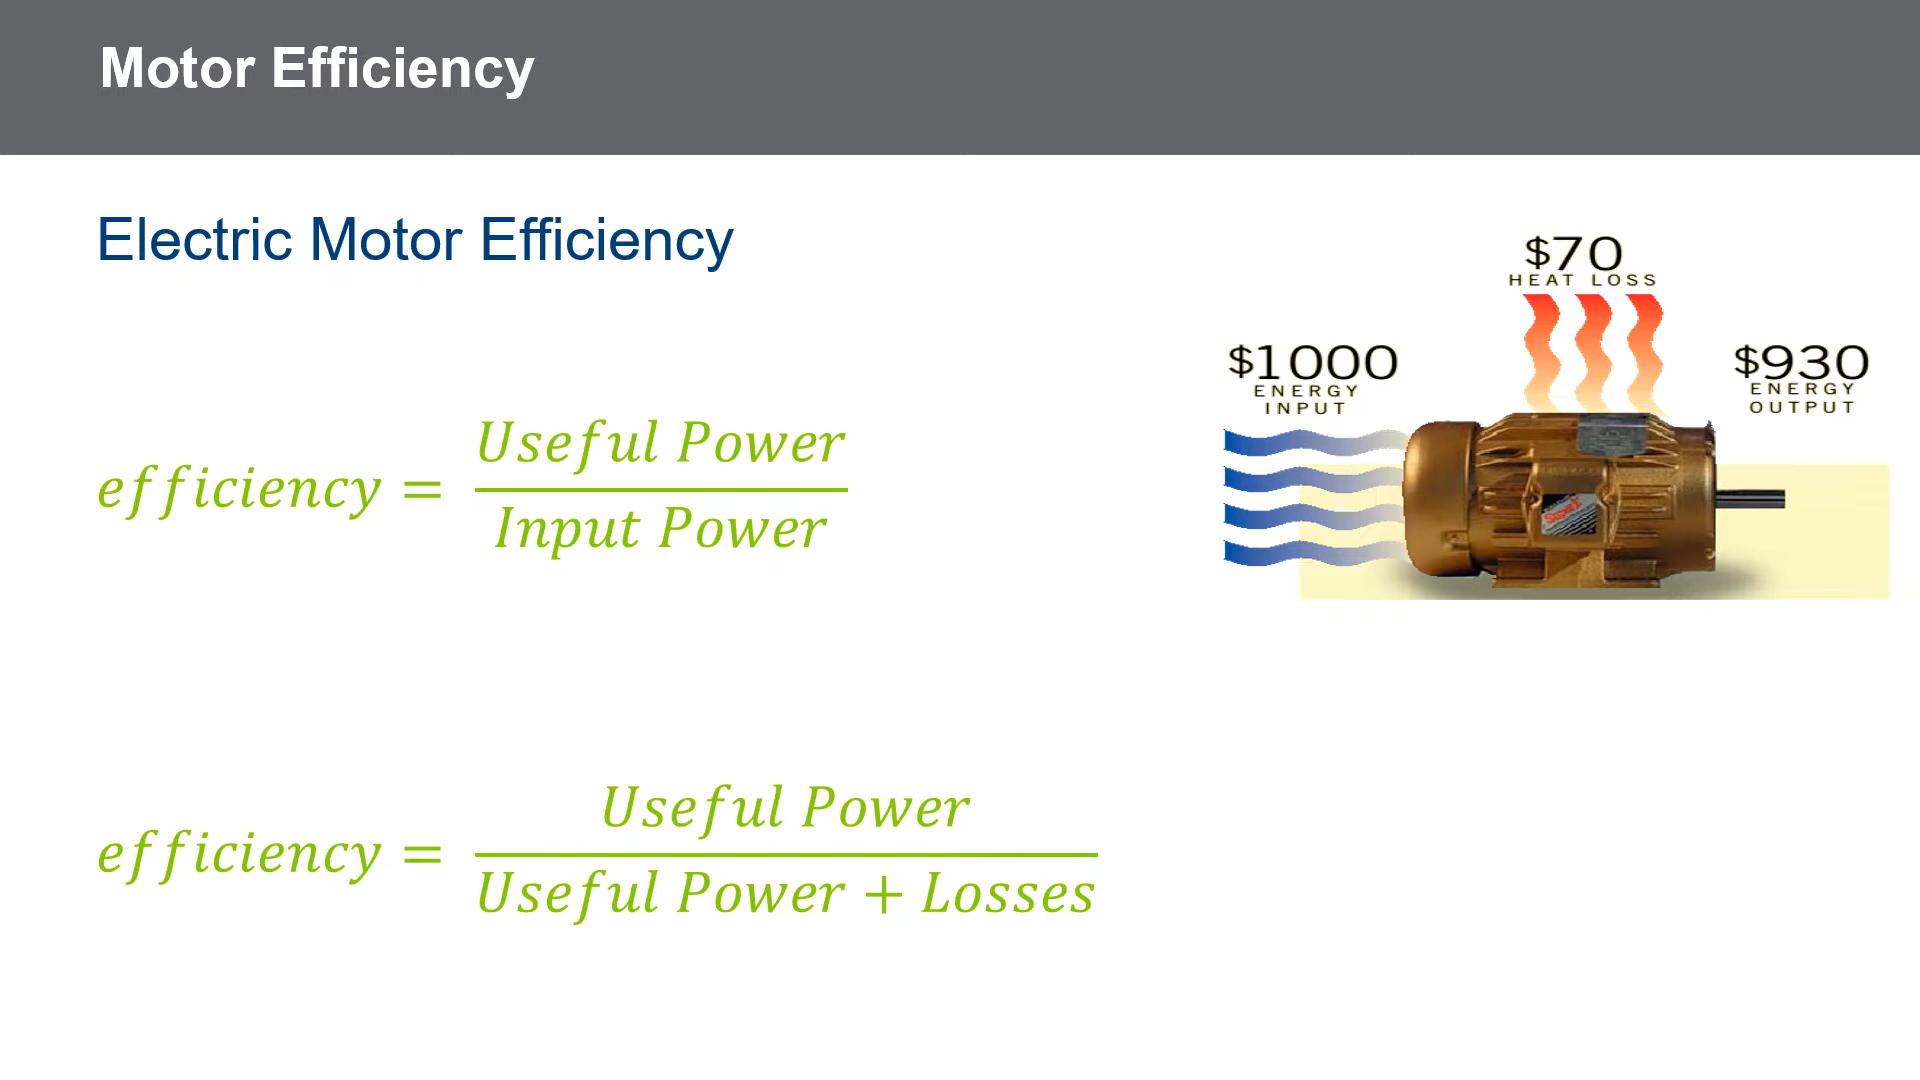 Motor Efficiency
Electric Motor Efficiency
$70
HEAT LOSS
$1000
ENERGY
INPUT
$930
ENERGY
OUTPUT
efficiency = Useful Power / Input Power
efficiency = Useful Power / Useful Power + Losses
Super-E